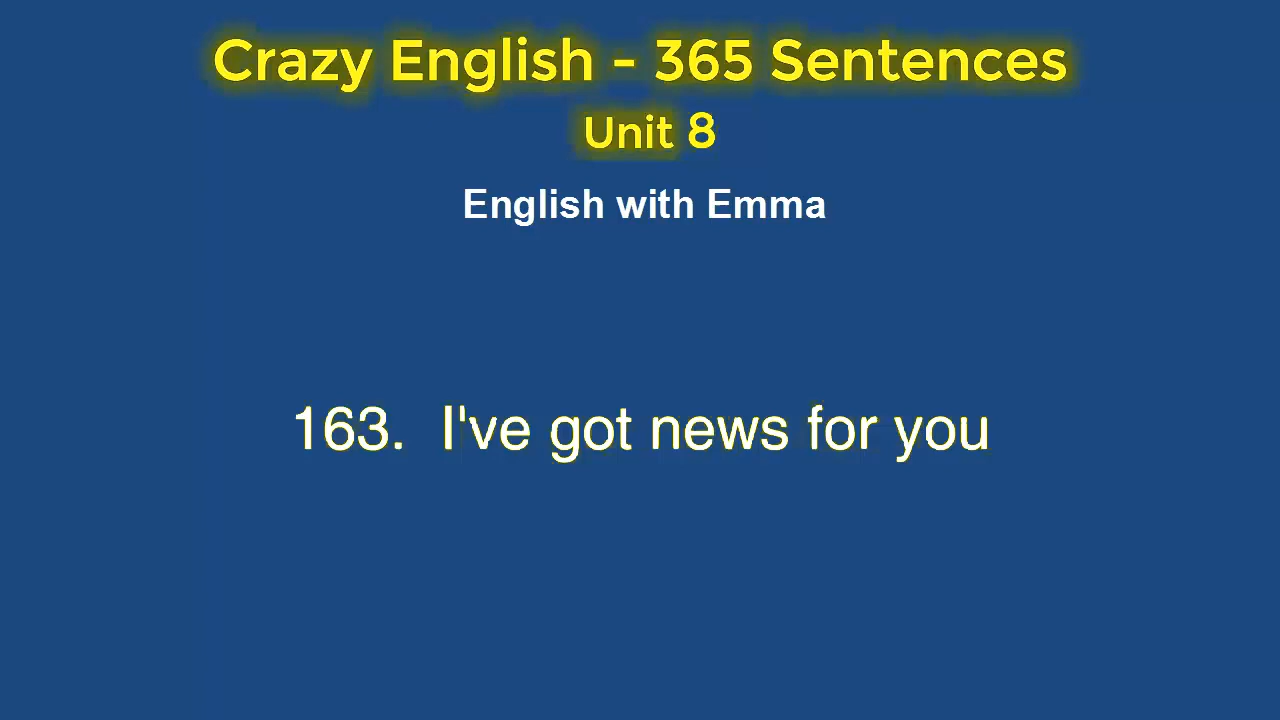 Crazy English - 365 Sentences
Unit 8
English with Emma
163. I've got news for you